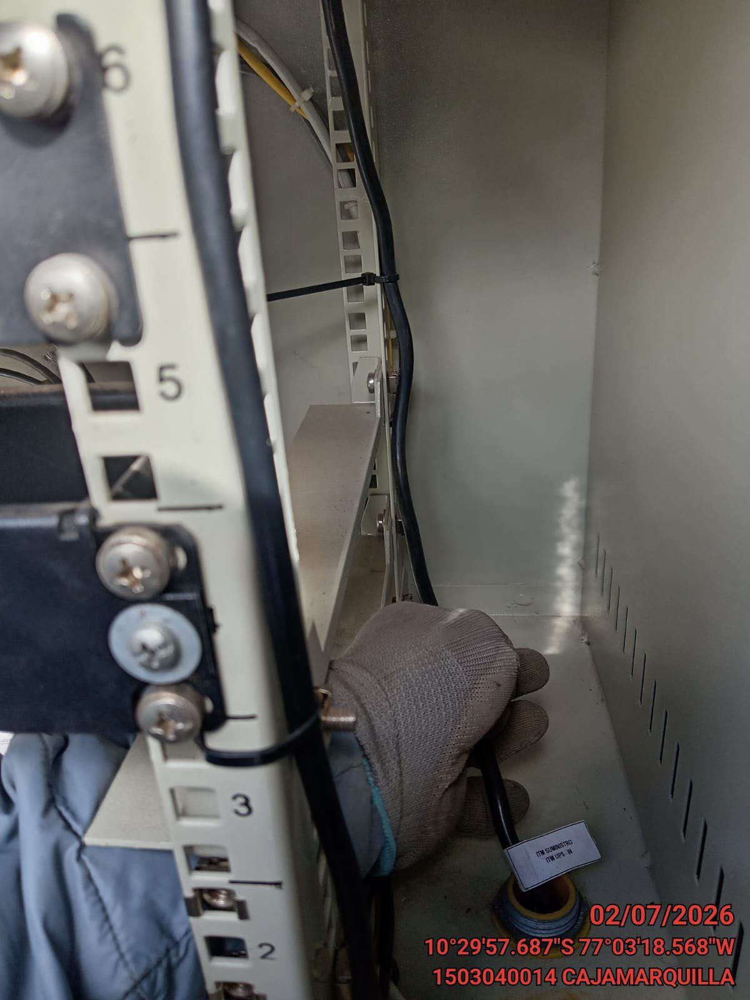 6
5
3
2
ITM SUMINISTRO
ITM UPS - IN
02/07/2026
10°29'57.687"S 77°03'18.568"W
1503040014 CAJAMARQUILLA